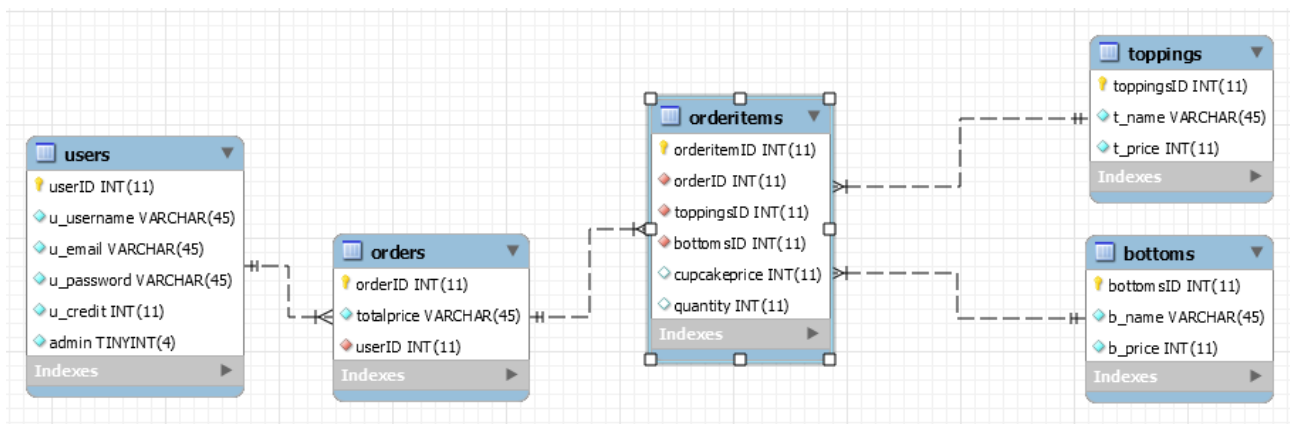 users
userID INT(11)
u_username VARCHAR(45)
u_email VARCHAR(45)
u_password VARCHAR(45)
u_credit INT(11)
admin TINYINT(4)
Indexes
orders
orderID INT(11)
totalprice VARCHAR(45)
userID INT(11)
Indexes
orderitems
orderitemID INT(11)
orderID INT(11)
toppingsID INT(11)
bottomsID INT(11)
cupcakeprice INT(11)
quantity INT(11)
Indexes
toppings
toppingsID INT(11)
t_name VARCHAR(45)
t_price INT(11)
Indexes
bottoms
bottomsID INT(11)
b_name VARCHAR(45)
b_price INT(11)
Indexes